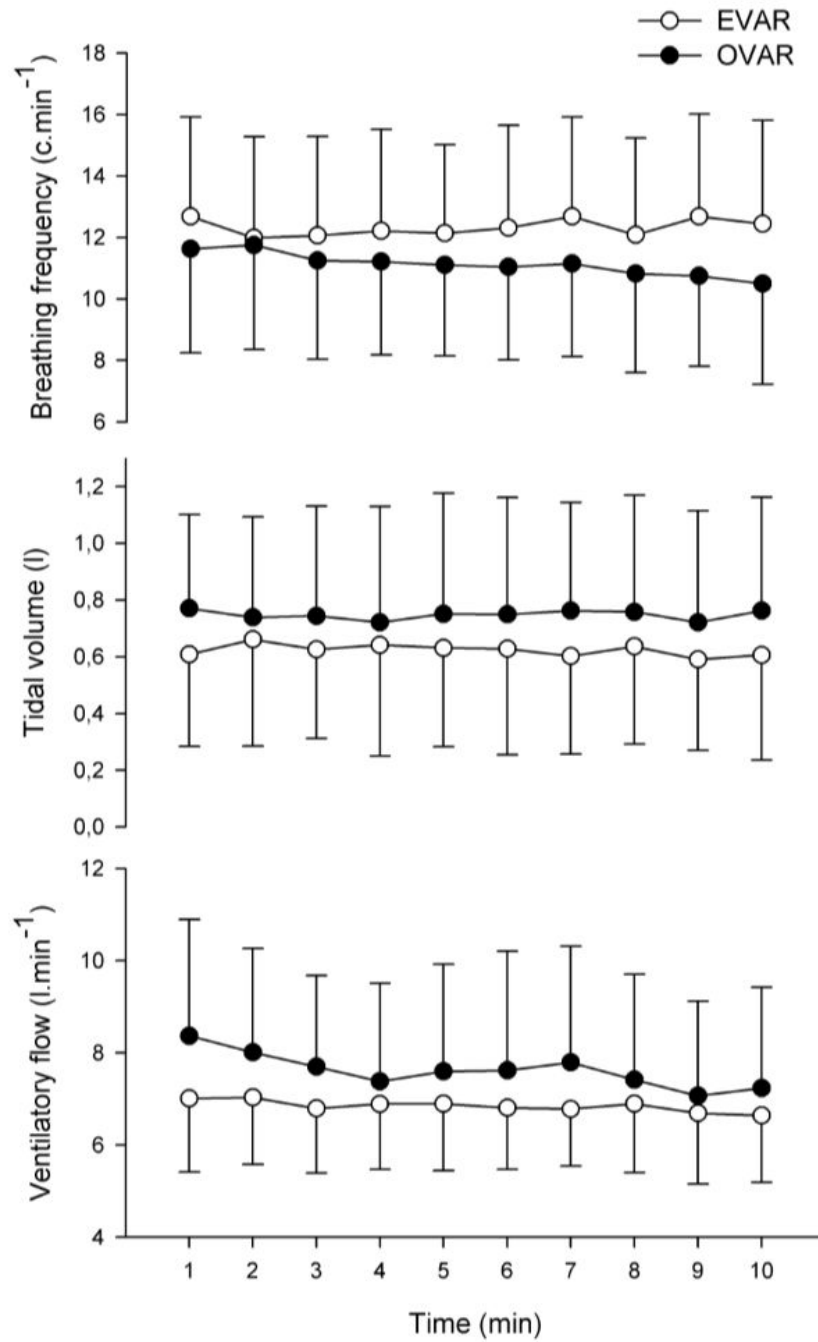 EVAR
OVAR
Breathing frequency (c.min⁻¹)
18
16
14
12
10
8
6
Tidal volume (l)
1,2
1,0
0,8
0,6
0,4
0,2
0,0
Ventilatory flow (l.min⁻¹)
12
10
8
6
4
1 2 3 4 5 6 7 8 9 10
Time (min)